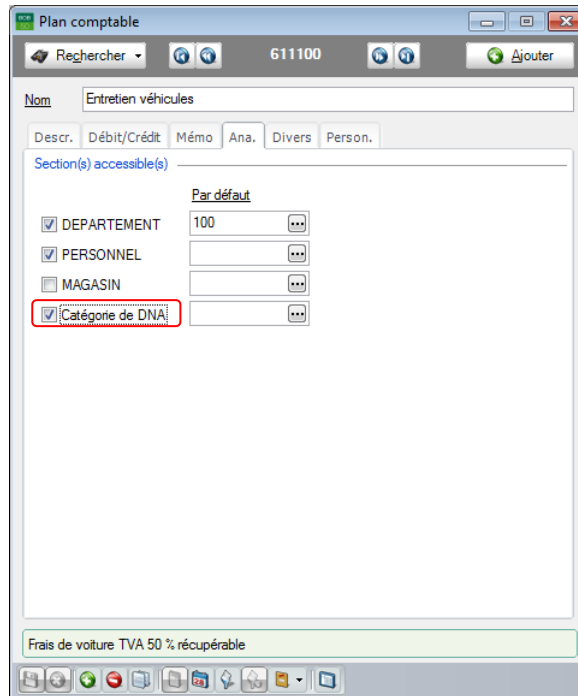 Plan comptable
Rechercher 611100 Ajouter
Nom Entretien véhicules
Descr. Débit/Crédit Mémo Ana. Divers Person.
Section(s) accessible(s)
Par défaut
DEPARTEMENT 100
PERSONNEL
MAGASIN
Catégorie de DNA
Frais de voiture TVA 50 % récupérable